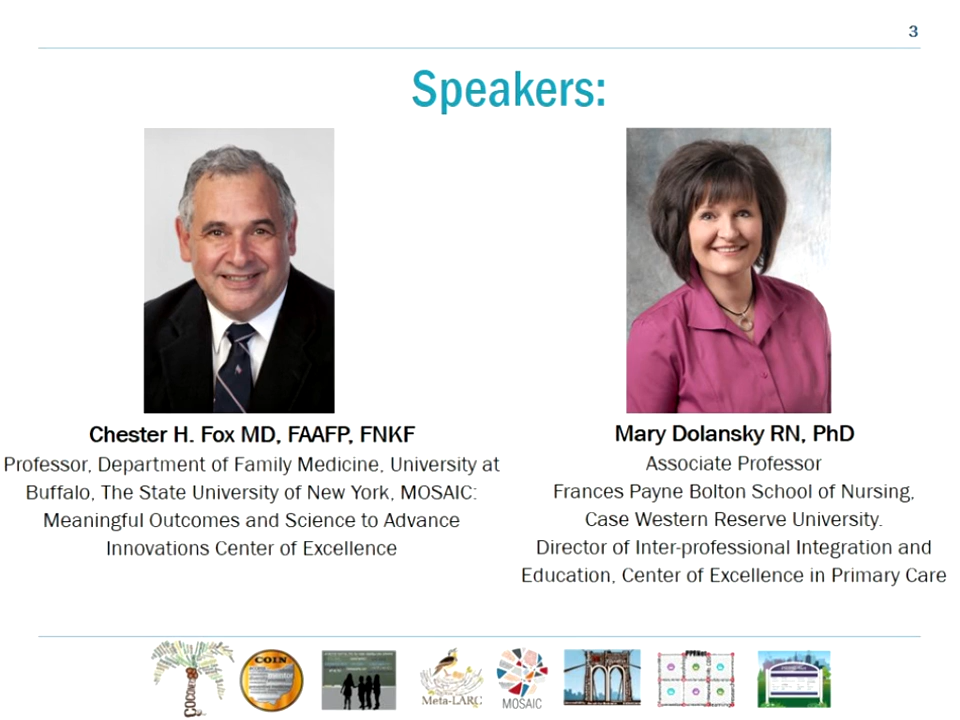 3
Speakers:
Chester H. Fox MD, FAAFP, FNKF
Professor, Department of Family Medicine, University at
Buffalo, The State University of New York, MOSAIC:
Meaningful Outcomes and Science to Advance
Innovations Center of Excellence
Mary Dolansky RN, PhD
Associate Professor
Frances Payne Bolton School of Nursing,
Case Western Reserve University.
Director of Inter-professional Integration and
Education, Center of Excellence in Primary Care
COCONet
COIN
mentor
Meta-LARC
MOSAIC
PPRNet